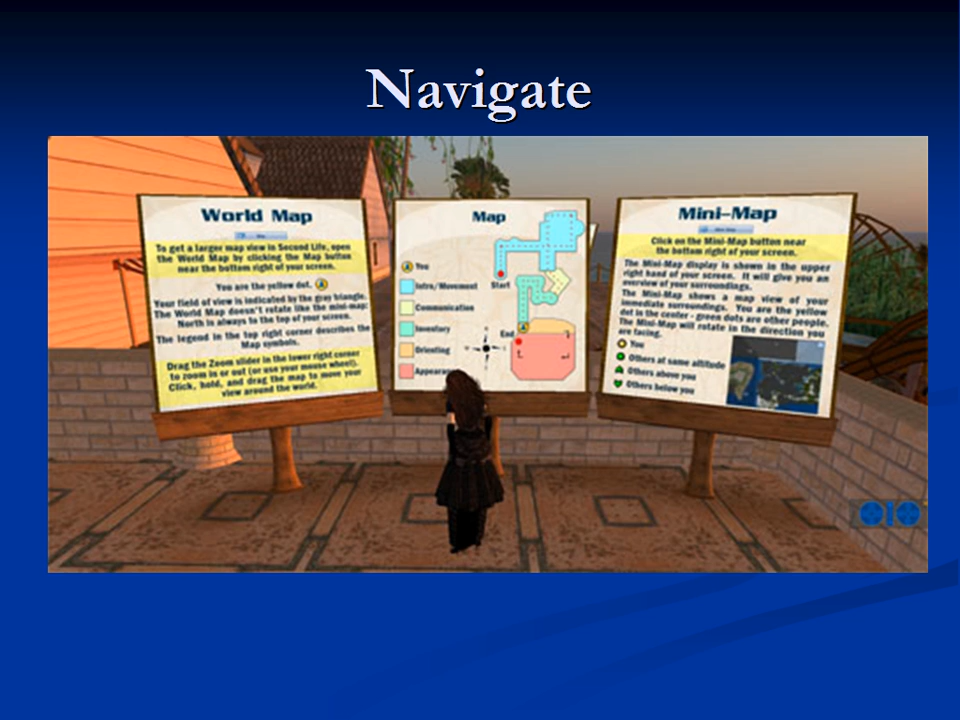 Navigate
World Map
Map
To get a larger map view in Second Life, open
the World Map by clicking the Map button
near the bottom right of your screen.
You are the yellow dot.
Your field of view is indicated by the gray triangle.
The World Map doesn't rotate like the mini-map;
North is always to the top of your screen.
The legend in the top right corner describes the
Map symbols.
Drag the Zoom slider in the lower right corner
to zoom in or out (or use your mouse wheel).
Click, hold, and drag the map to move your
view around the world.
Map
You
Intro/Movement
Communication
Inventory
Orienting
Appearan
Start
End
Mini-Map
Click on the Mini-Map button near
the bottom right of your screen.
The Mini-Map display is shown in the upper
right hand of your screen. It will give you an
overview of your surroundings.
The Mini-Map shows a map view of your
immediate surroundings. You are the yellow
dot in the center - green dots are other people.
The Mini-Map will rotate in the direction you
are facing.
You
Others at same altitude
Others above you
Others below you